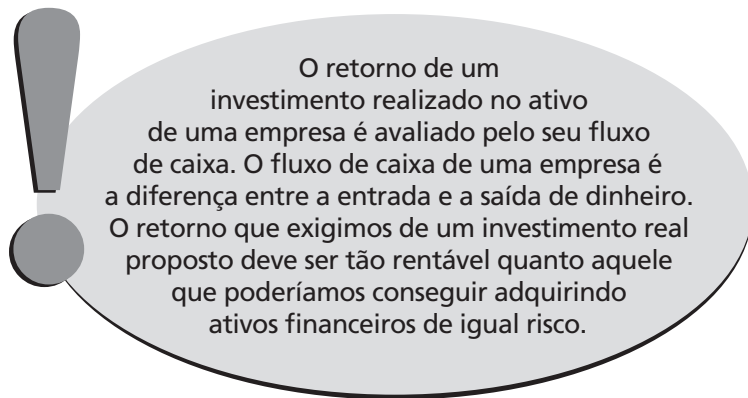 O retorno de um
investimento realizado no ativo
de uma empresa é avaliado pelo seu fluxo
de caixa. O fluxo de caixa de uma empresa é
a diferença entre a entrada e a saída de dinheiro.
O retorno que exigimos de um investimento real
proposto deve ser tão rentável quanto aquele
que poderíamos conseguir adquirindo
ativos financeiros de igual risco.